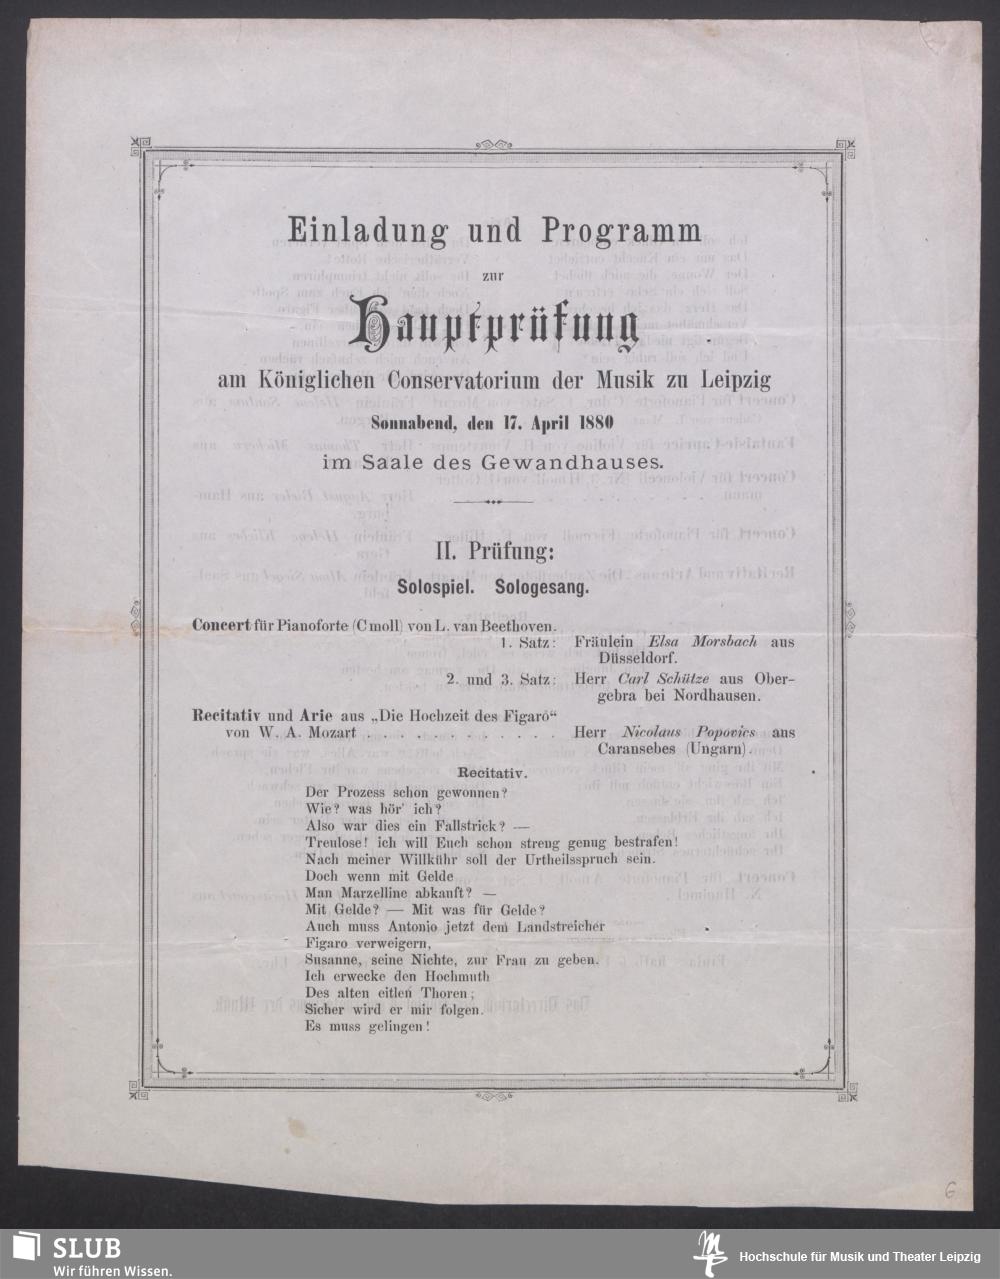 Einladung und Programm
zur
Hauptprüfung
am Königlichen Conservatorium der Musik zu Leipzig
Sonnabend, den 17. April 1880
im Saale des Gewandhauses.
II. Prüfung:
Solospiel. Sologesang.
Concert für Pianoforte (C moll) von L. van Beethoven.
1. Satz: Fräulein Elsa Morsbach aus
Düsseldorf.
2. und 3. Satz: Herr Carl Schütze aus Ober-
gebra bei Nordhausen.
Recitativ und Arie aus „Die Hochzeit des Figaro“
von W. A. Mozart . . . . . . . . . . . . . . Herr Nicolaus Popovics aus
Caransebes (Ungarn).
Recitativ.
Der Prozess schon gewonnen?
Wie? was hör' ich?
Also war dies ein Fallstrick? —
Treulose! ich will Euch schon streng genug bestrafen!
Nach meiner Willkühr soll der Urtheilsspruch sein.
Doch wenn mit Gelde
Man Marzelline abkauft? —
Mit Gelde? — Mit was für Gelde?
Auch muss Antonio jetzt dem Landstreicher
Figaro verweigern,
Susanne, seine Nichte, zur Frau zu geben.
Ich erwecke den Hochmuth
Des alten eitlen Thoren;
Sicher wird er mir folgen.
Es muss gelingen!
6
SLUB
Wir führen Wissen.
Hochschule für Musik und Theater Leipzig